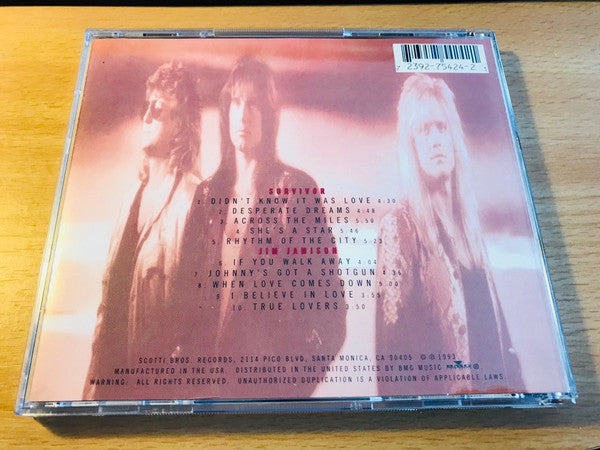 7 2392-75424-2
SURVIVOR
1. DIDN'T KNOW IT WAS LOVE 4:30
2. DESPERATE DREAMS 4:48
3. ACROSS THE MILES 5:50
4. SHE'S A STAR 5:46
5. RHYTHM OF THE CITY 5:23
JIM JAMISON
6. IF YOU WALK AWAY 4:04
7. JOHNNY'S GOT A SHOTGUN 4:36
8. WHEN LOVE COMES DOWN 5:00
9. I BELIEVE IN LOVE 3:55
10. TRUE LOVERS 3:50
SCOTTI BROS. RECORDS, 2114 PICO BLVD, SANTA MONICA, CA 90405 ©℗ 1993
MANUFACTURED IN THE USA. DISTRIBUTED IN THE UNITED STATES BY BMG MUSIC
WARNING: ALL RIGHTS RESERVED. UNAUTHORIZED DUPLICATION IS A VIOLATION OF APPLICABLE LAWS.